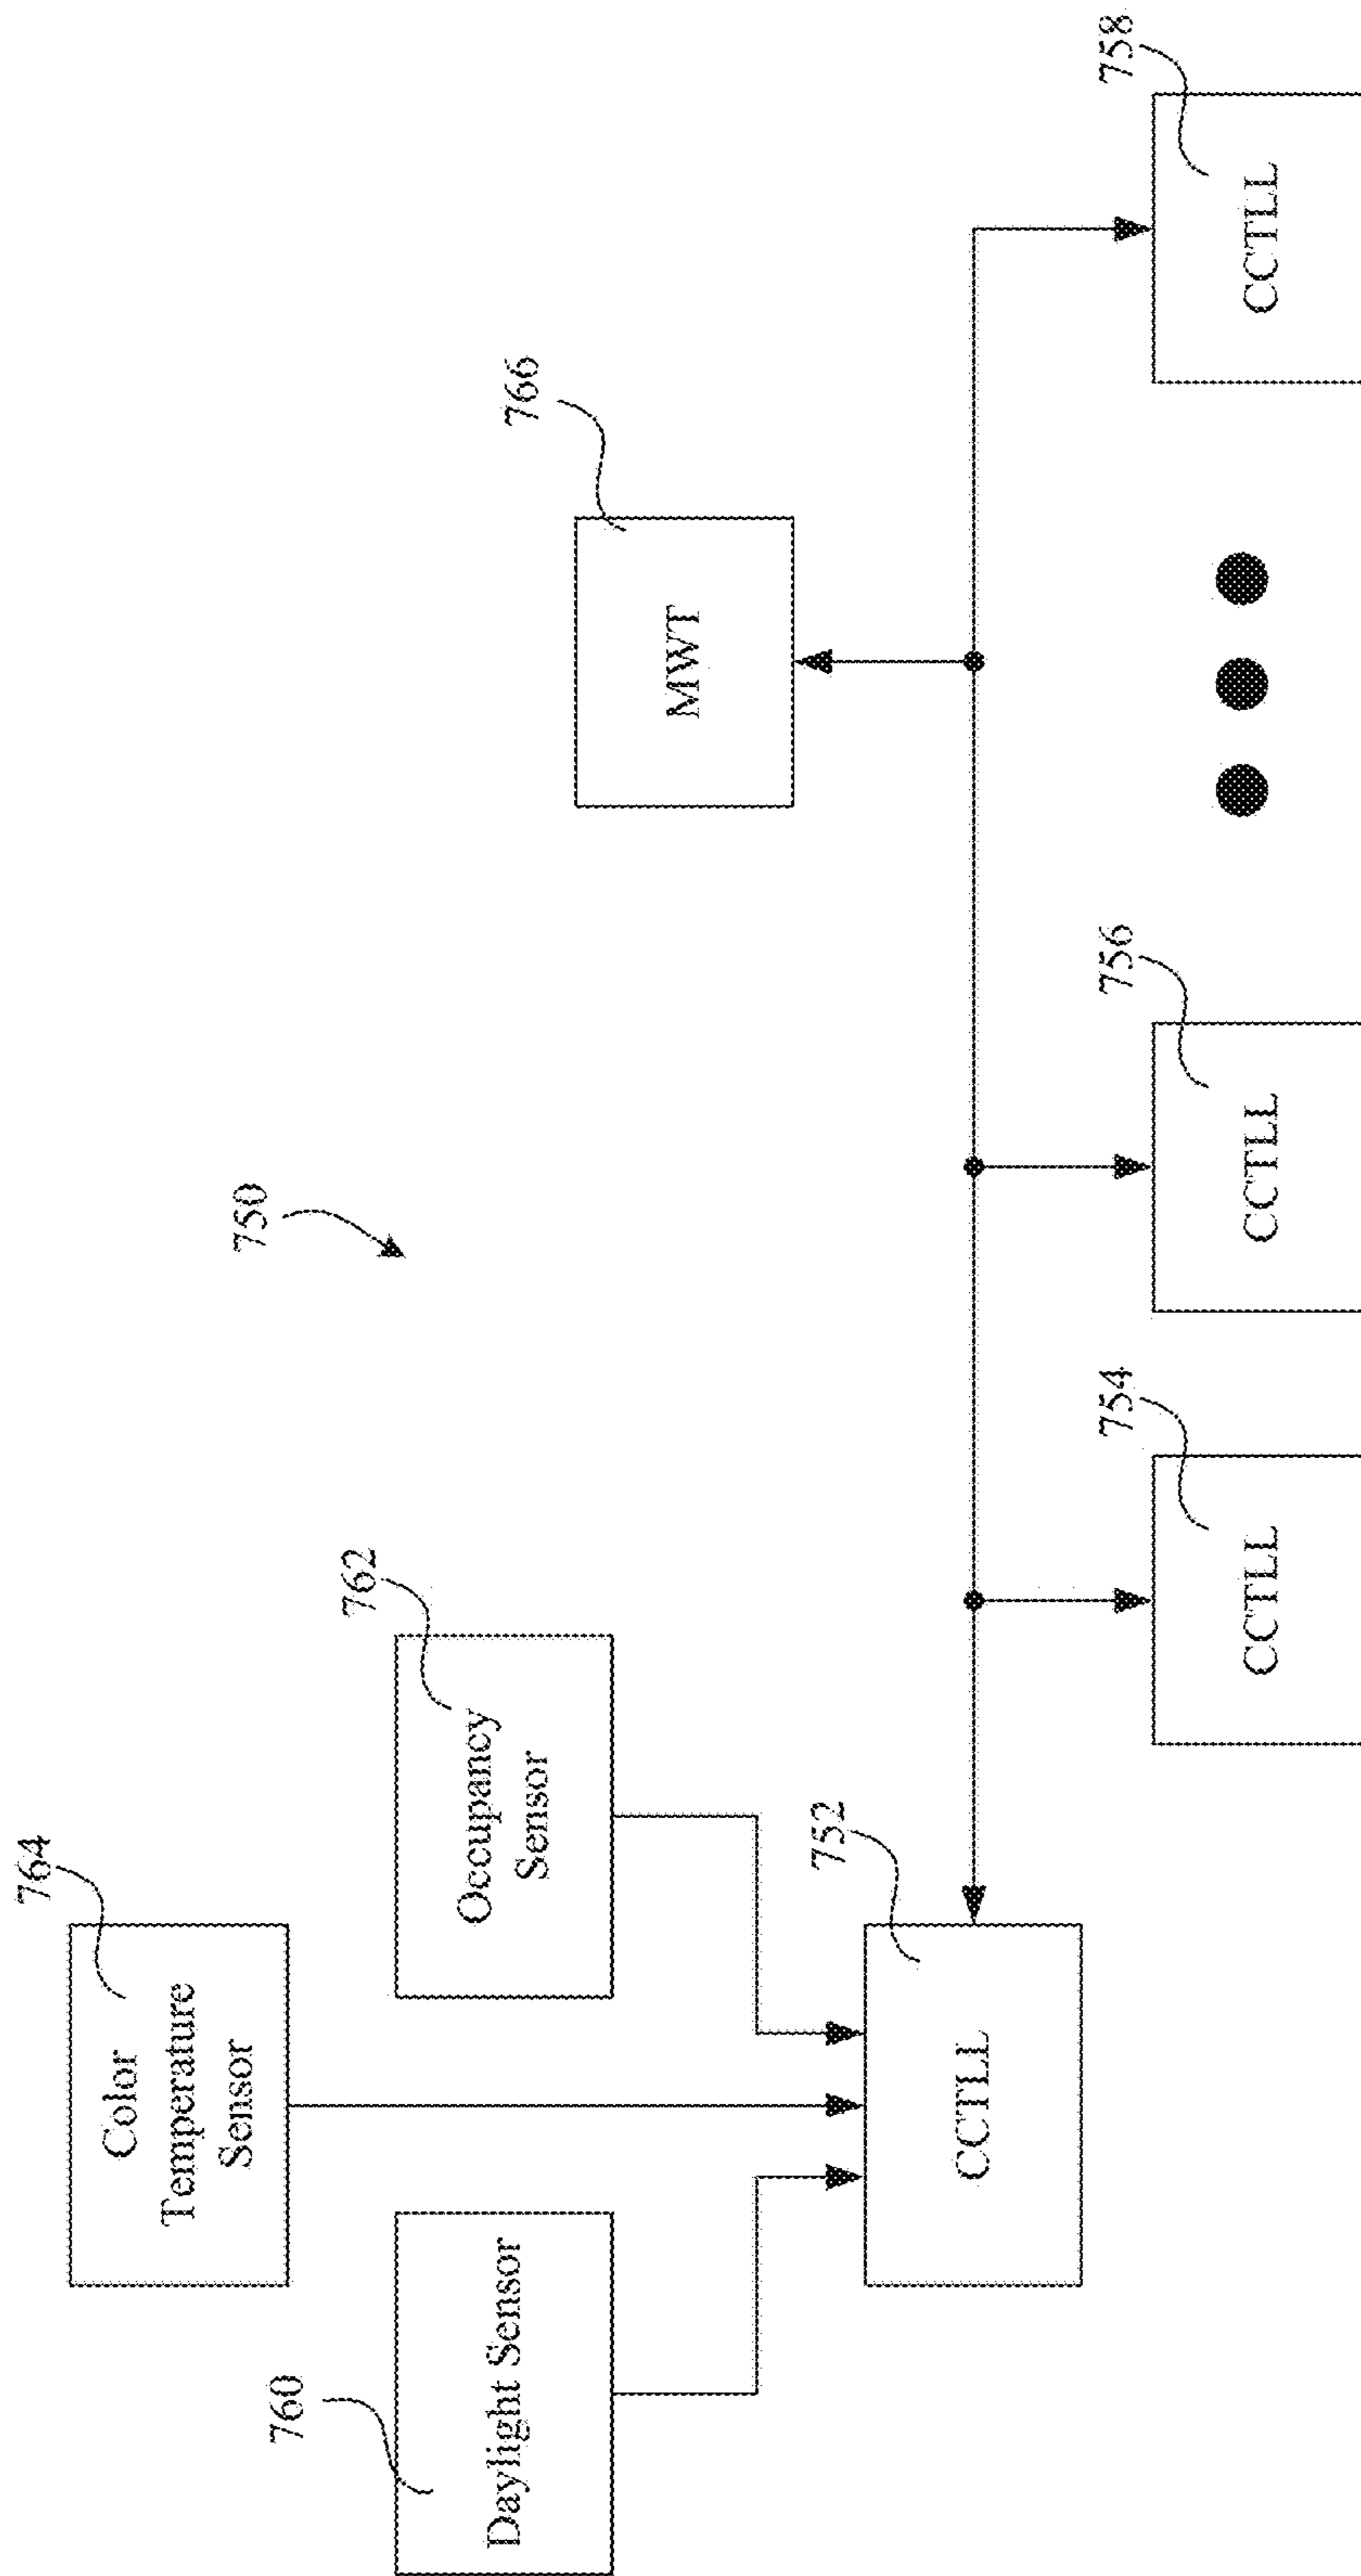 750
764
Color
Temperature
Sensor
760
Daylight Sensor
762
Occupancy
Sensor
766
MWT
752
CCTLL
754
CCTLL
756
CCTLL
758
CCTLL